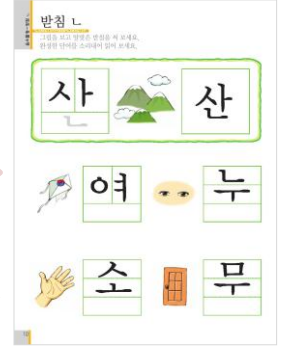 받침 ㄴ
그림을 보고 알맞은 받침을 써 보세요.
완성된 단어를 소리내어 읽어 보세요.
산 산
여 누
소 무